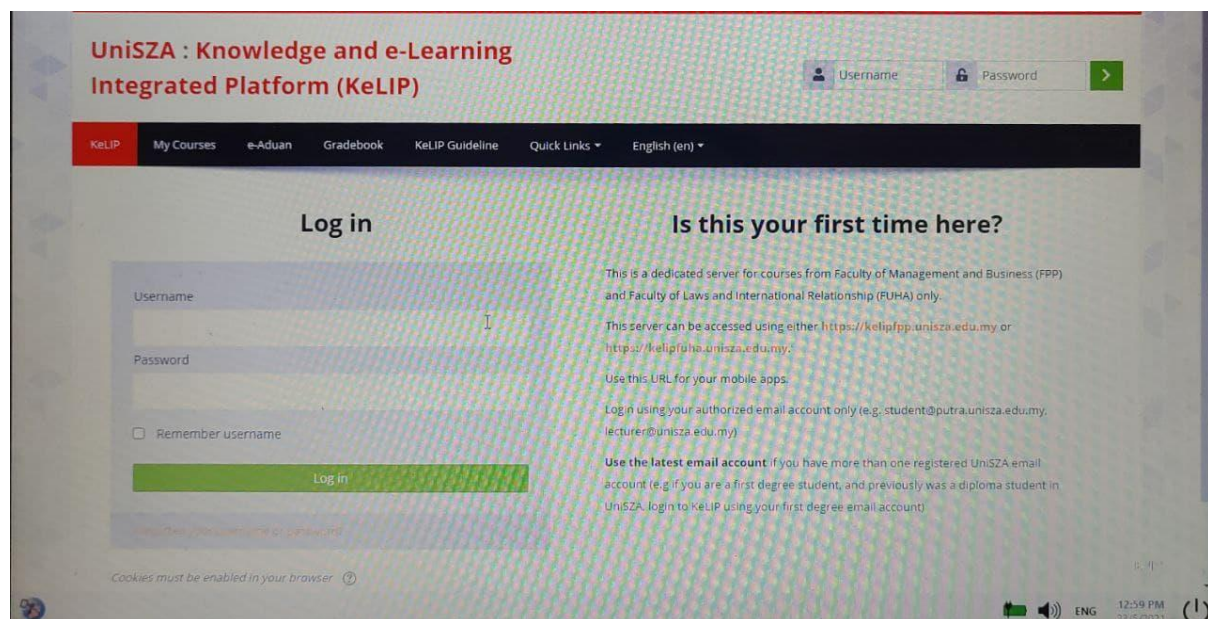 UniSZA : Knowledge and e-Learning
Integrated Platform (KeLIP)
Username
Password
KeLIP
My Courses
e-Aduan
Gradebook
KeLIP Guideline
Quick Links
English (en)
Log in
Username
Password
Remember username
Log in
Cookies must be enabled in your browser
Is this your first time here?
This is a dedicated server for courses from Faculty of Management and Business (FPP)
and Faculty of Laws and International Relationship (FUHA) only.
This server can be accessed using either https://kelipfpp.unisza.edu.my or
https://kelipfuha.unisza.edu.my.
Use this URL for your mobile apps.
Login using your authorized email account only (e.g. student@putra.unisza.edu.my,
lecturer@unisza.edu.my)
Use the latest email account if you have more than one registered UniSZA email
account (e.g if you are a first degree student, and previously was a diploma student in
UniSZA, login to KeLIP using your first degree email account)
ENG
12:59 PM